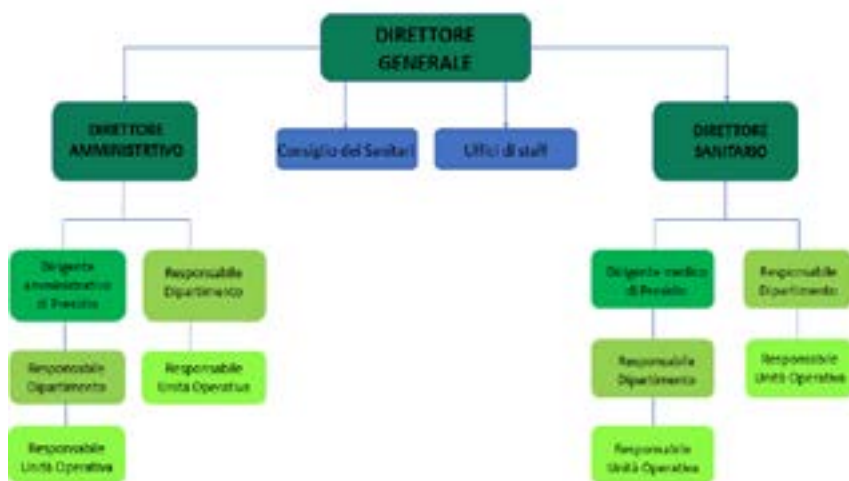 DIRETTORE
GENERALE
DIRETTORE
AMMINISTRTIVO
Consiglio dei Sanitari
Uffici di staff
DIRETTORE
SANITARIO
Dirigente
amministrativo
di Presidio
Responsabile
Dipartimento
Dirigente medico
di Presidio
Responsabile
Dipartimento
Responsabile
Dipartimento
Responsabile
Unità Operativa
Responsabile
Dipartimento
Responsabile
Unità Operativa
Responsabile
Unità Operativa
Responsabile
Unità Operativa